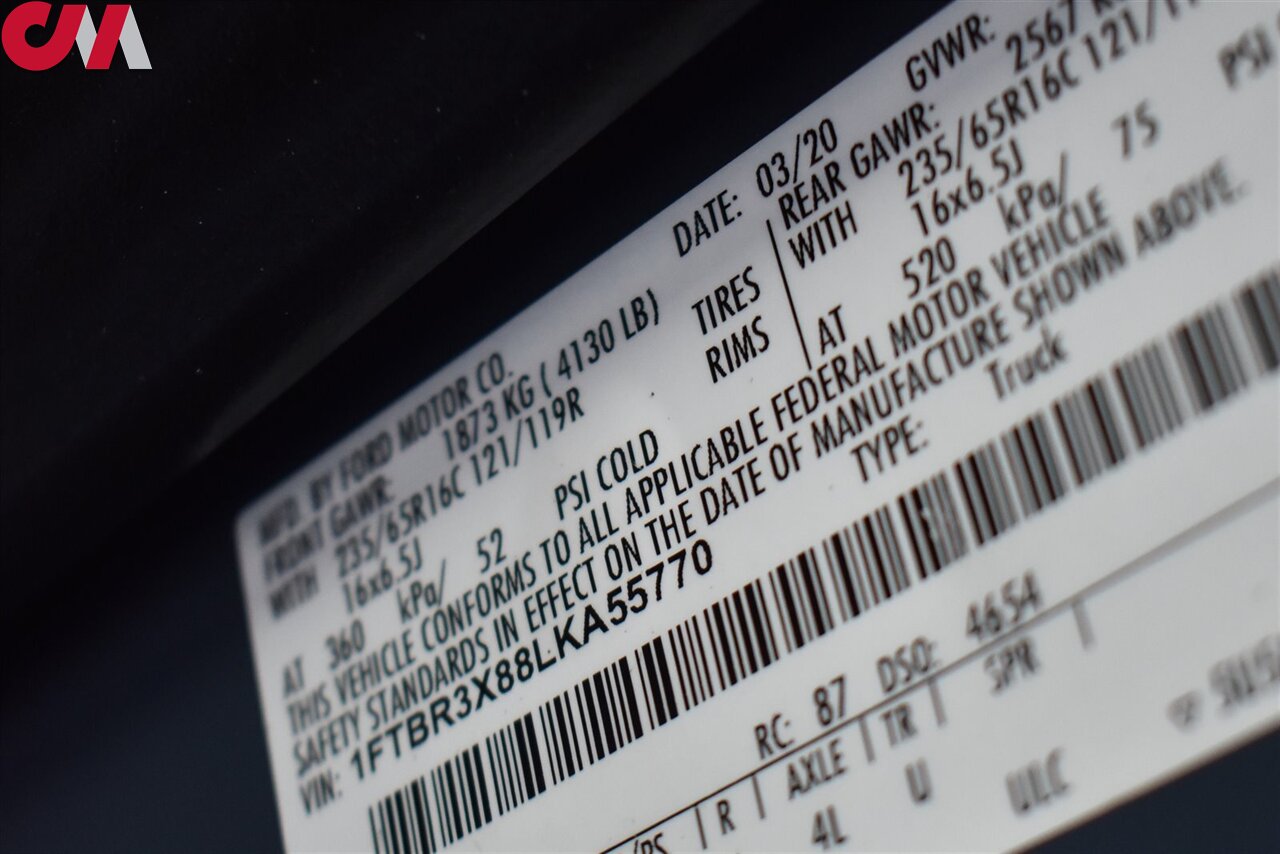 CM
MFD. BY FORD MOTOR CO.
DATE: 03/20
GVWR:
FRONT GAWR: 1873 KG ( 4130 LB)
REAR GAWR: 2567
WITH 235/65R16C 121/119R
TIRES
WITH 235/65R16C 121/
16x6.5J
RIMS
16x6.5J
AT 360 kPa/ 52 PSI COLD
AT 520 kPa/ 75 PSI
THIS VEHICLE CONFORMS TO ALL APPLICABLE FEDERAL MOTOR VEHICLE
SAFETY STANDARDS IN EFFECT ON THE DATE OF MANUFACTURE SHOWN ABOVE.
VIN: 1FTBR3X88LKA55770
TYPE: Truck
RC: 87 DSO: 4654
R AXLE TR SPR
4L U